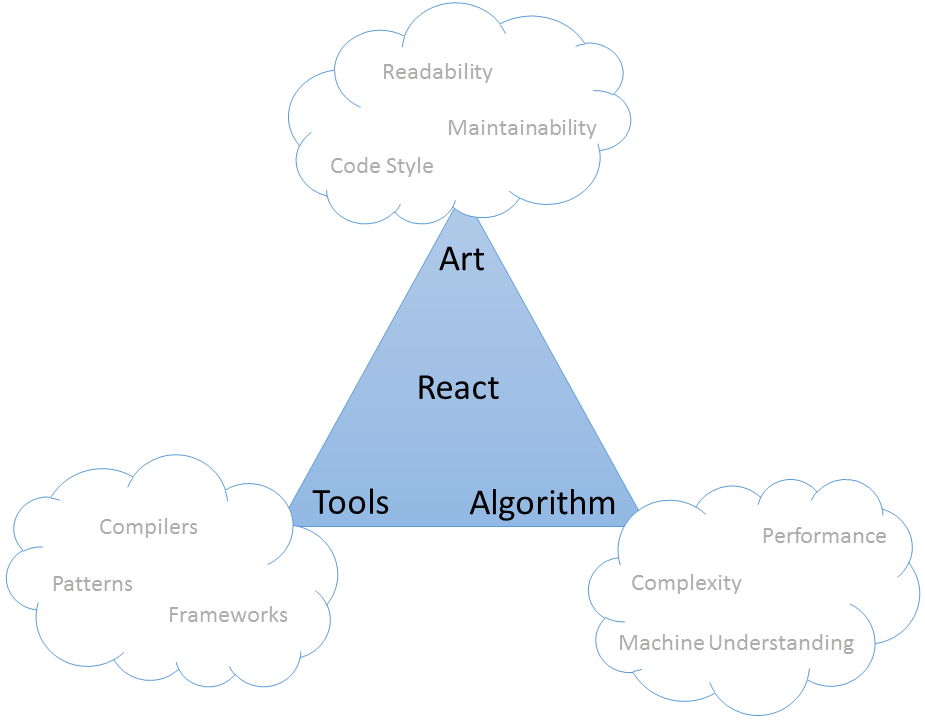 Readability
Maintainability
Code Style
Art
React
Tools
Algorithm
Compilers
Patterns
Frameworks
Performance
Complexity
Machine Understanding